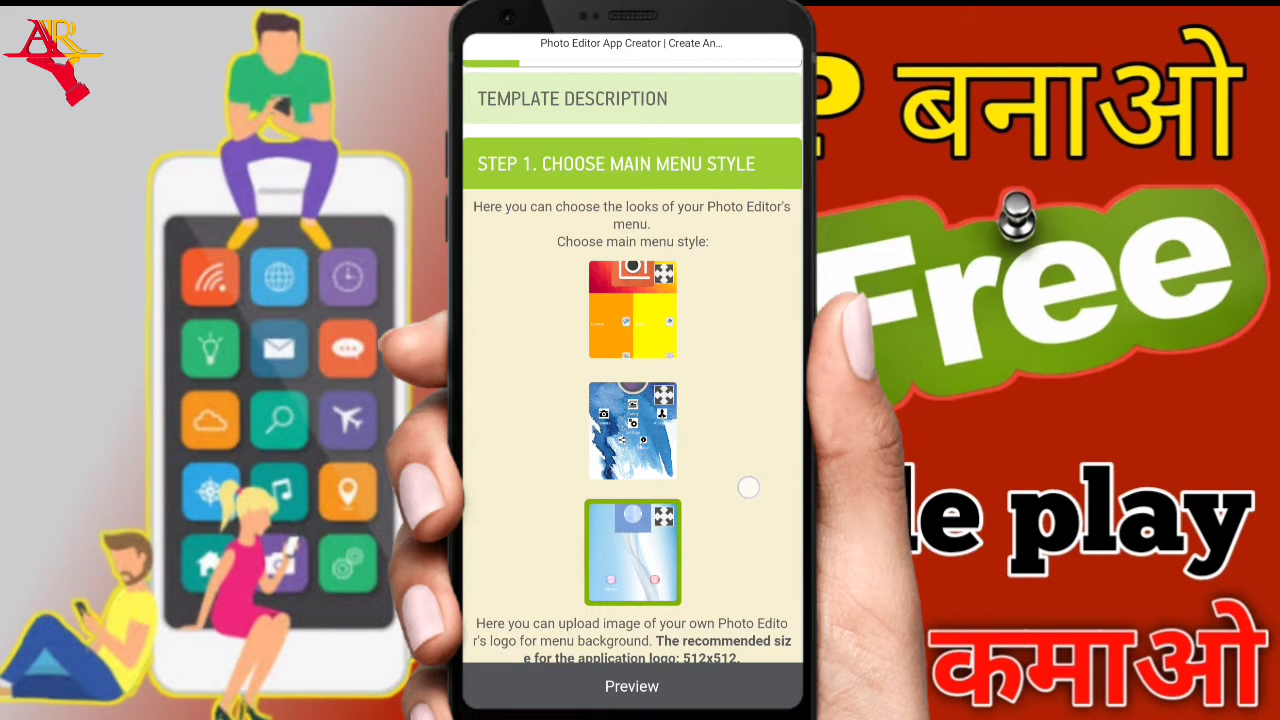 AR
Photo Editor App Creator | Create An...
TEMPLATE DESCRIPTION
STEP 1. CHOOSE MAIN MENU STYLE
Here you can choose the looks of your Photo Editor's
menu.
Choose main menu style:
Here you can upload image of your own Photo Edito
r's logo for menu background. The recommended siz
e for the application logo: 512x512.
Preview
P बनाओ
Free
le play
कमाओ